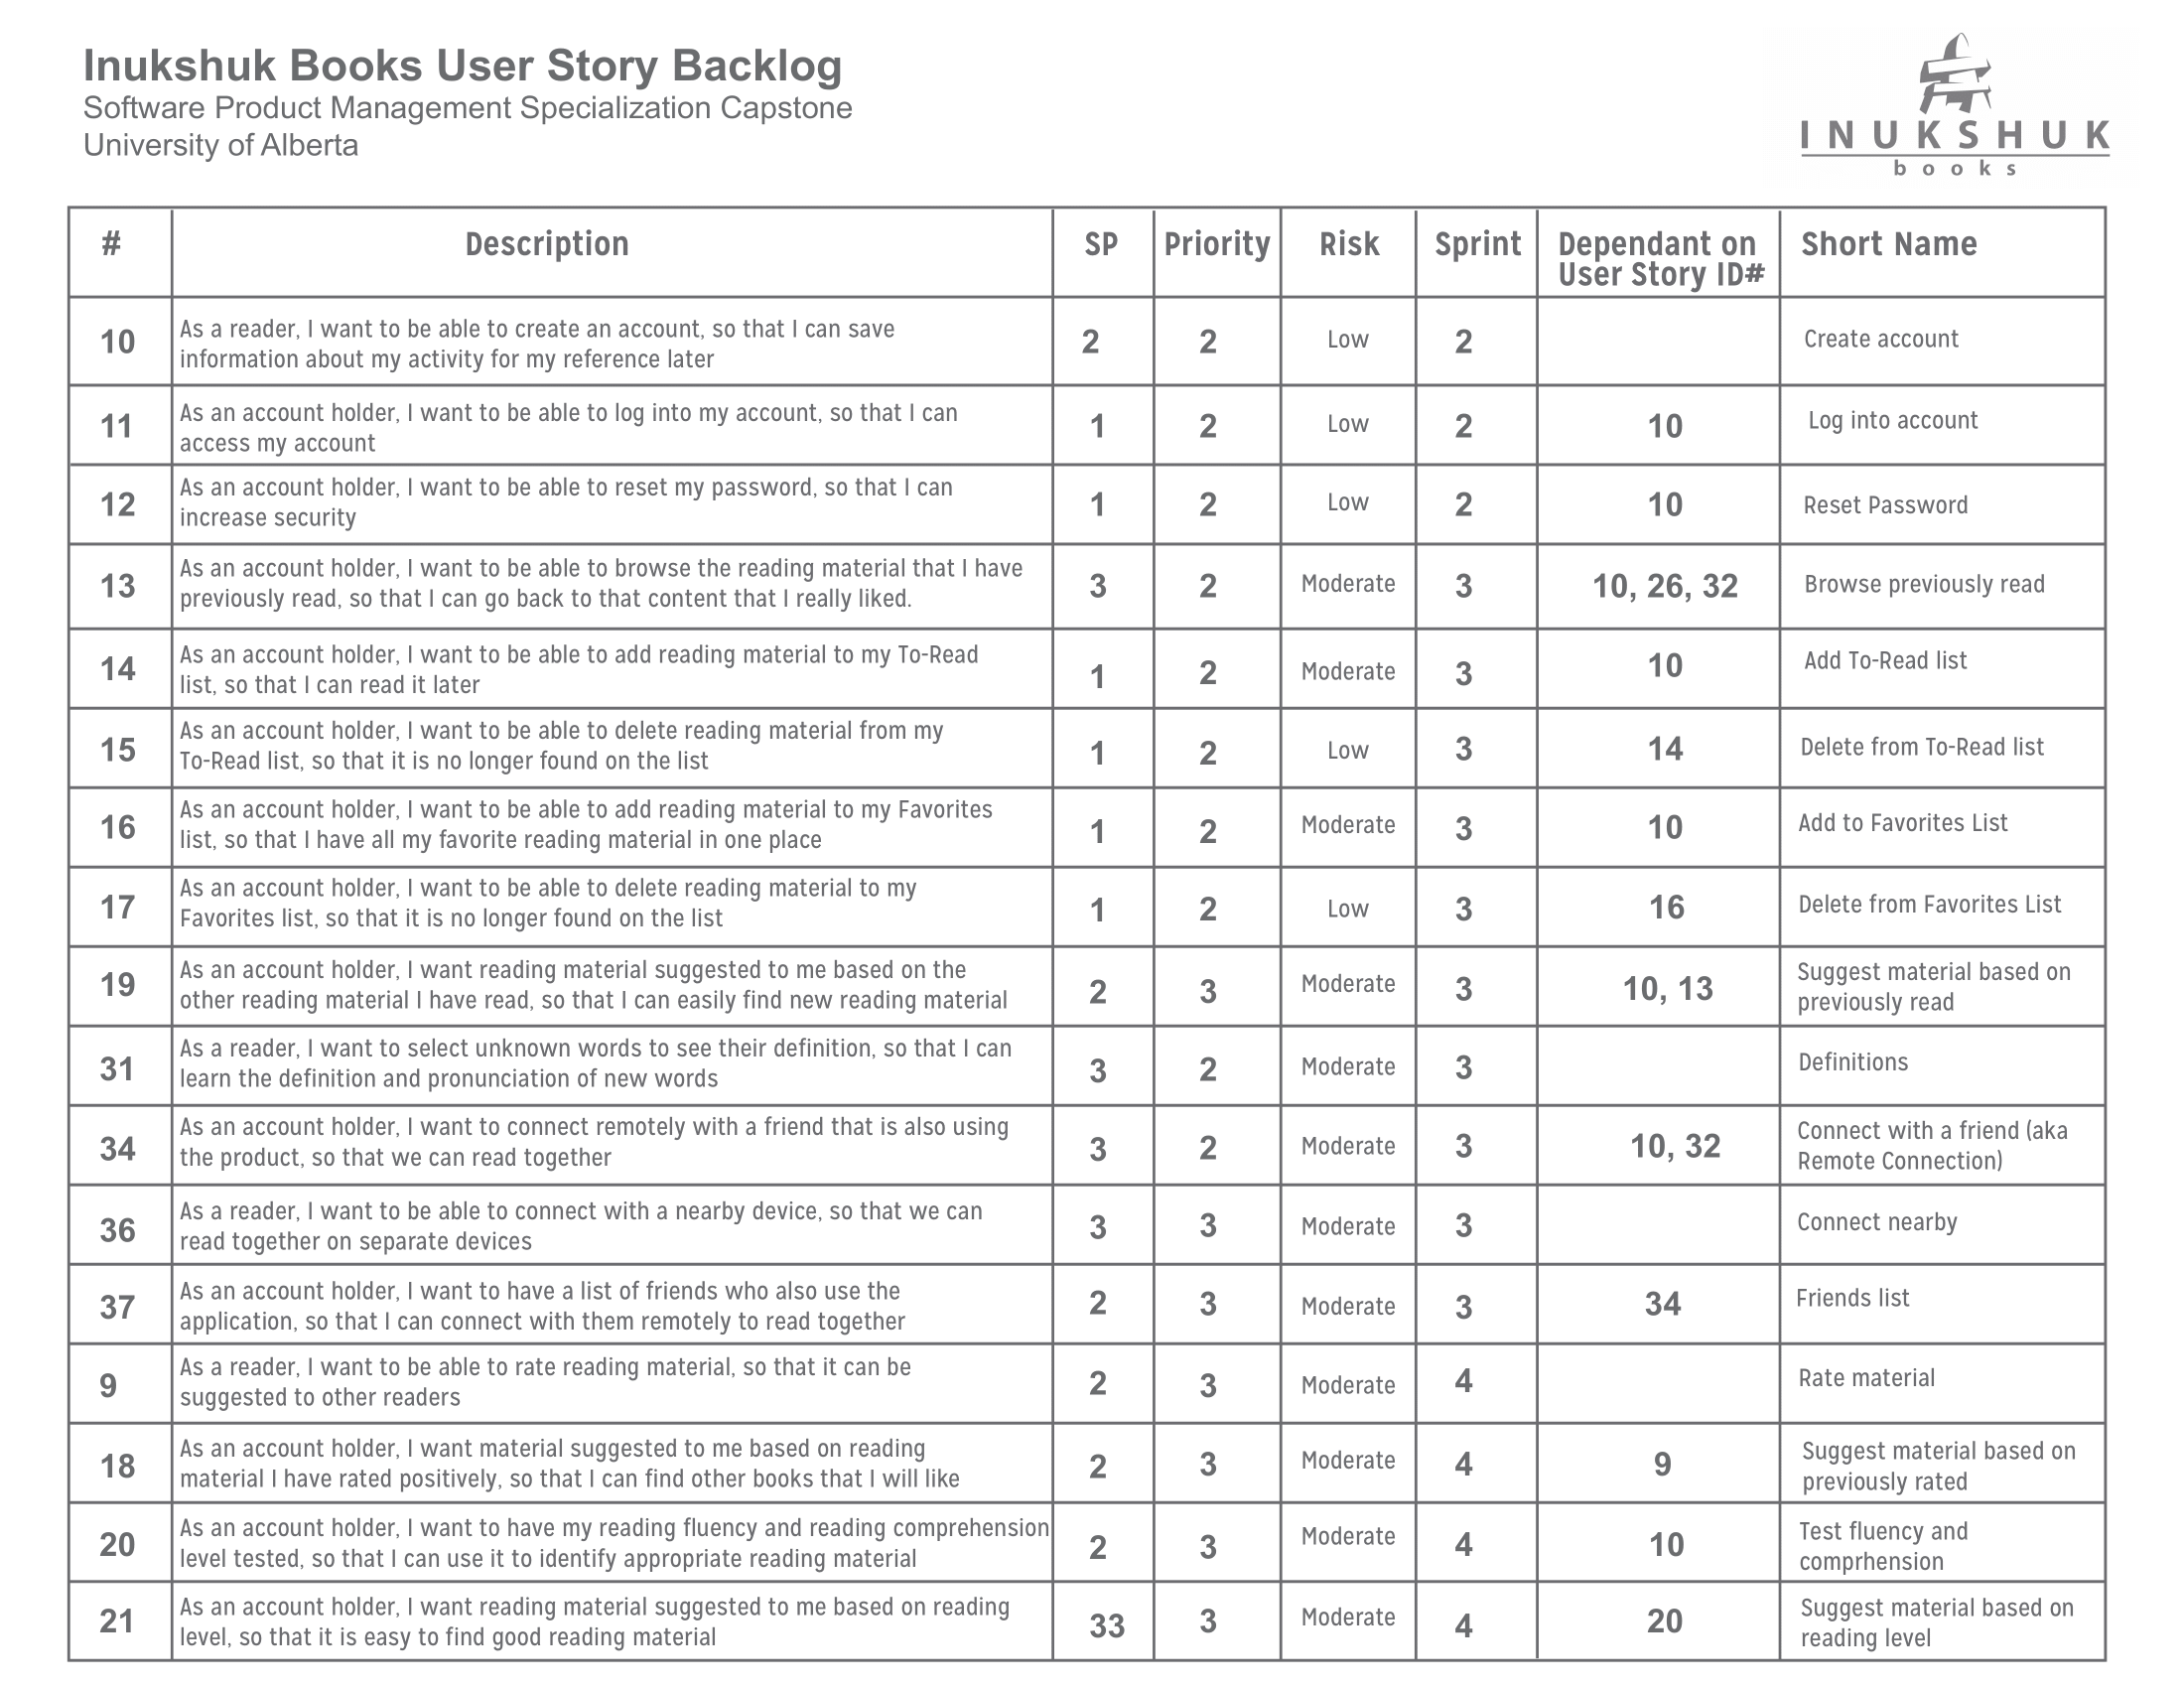 Inukshuk Books User Story Backlog
Software Product Management Specialization Capstone
University of Alberta
INUKSHUK
books
# Description SP Priority Risk Sprint Dependant on User Story ID# Short Name
10 As a reader, I want to be able to create an account, so that I can save
information about my activity for my reference later 2 2 Low 2 Create account
11 As an account holder, I want to be able to log into my account, so that I can
access my account 1 2 Low 2 10 Log into account
12 As an account holder, I want to be able to reset my password, so that I can
increase security 1 2 Low 2 10 Reset Password
13 As an account holder, I want to be able to browse the reading material that I have
previously read, so that I can go back to that content that I really liked. 3 2 Moderate 3 10, 26, 32 Browse previously read
14 As an account holder, I want to be able to add reading material to my To-Read
list, so that I can read it later 1 2 Moderate 3 10 Add To-Read list
15 As an account holder, I want to be able to delete reading material from my
To-Read list, so that it is no longer found on the list 1 2 Low 3 14 Delete from To-Read list
16 As an account holder, I want to be able to add reading material to my Favorites
list, so that I have all my favorite reading material in one place 1 2 Moderate 3 10 Add to Favorites List
17 As an account holder, I want to be able to delete reading material to my
Favorites list, so that it is no longer found on the list 1 2 Low 3 16 Delete from Favorites List
19 As an account holder, I want reading material suggested to me based on the
other reading material I have read, so that I can easily find new reading material 2 3 Moderate 3 10, 13 Suggest material based on
previously read
31 As a reader, I want to select unknown words to see their definition, so that I can
learn the definition and pronunciation of new words 3 2 Moderate 3 Definitions
34 As an account holder, I want to connect remotely with a friend that is also using
the product, so that we can read together 3 2 Moderate 3 10, 32 Connect with a friend (aka
Remote Connection)
36 As a reader, I want to be able to connect with a nearby device, so that we can
read together on separate devices 3 3 Moderate 3 Connect nearby
37 As an account holder, I want to have a list of friends who also use the
application, so that I can connect with them remotely to read together 2 3 Moderate 3 34 Friends list
9 As a reader, I want to be able to rate reading material, so that it can be
suggested to other readers 2 3 Moderate 4 Rate material
18 As an account holder, I want material suggested to me based on reading
material I have rated positively, so that I can find other books that I will like 2 3 Moderate 4 9 Suggest material based on
previously rated
20 As an account holder, I want to have my reading fluency and reading comprehension
level tested, so that I can use it to identify appropriate reading material 2 3 Moderate 4 10 Test fluency and
comprhension
21 As an account holder, I want reading material suggested to me based on reading
level, so that it is easy to find good reading material 33 3 Moderate 4 20 Suggest material based on
reading level